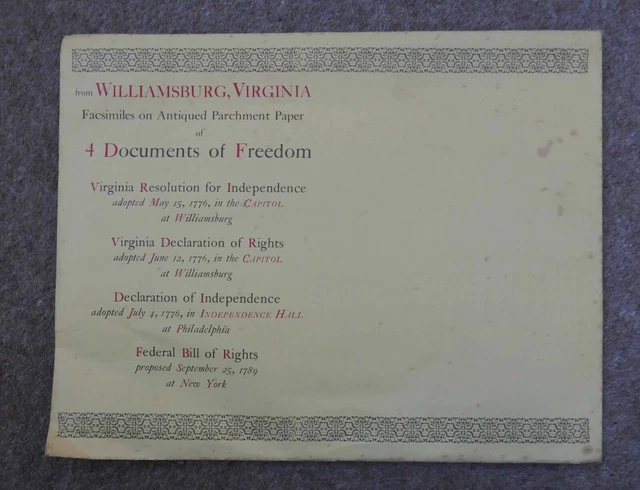 from WILLIAMSBURG, VIRGINIA
Facsimiles on Antiqued Parchment Paper
of
4 Documents of Freedom
Virginia Resolution for Independence
adopted May 15, 1776, in the CAPITOL
at Williamsburg
Virginia Declaration of Rights
adopted June 12, 1776, in the CAPITOL
at Williamsburg
Declaration of Independence
adopted July 4, 1776, in INDEPENDENCE HALL
at Philadelphia
Federal Bill of Rights
proposed September 25, 1789
at New York